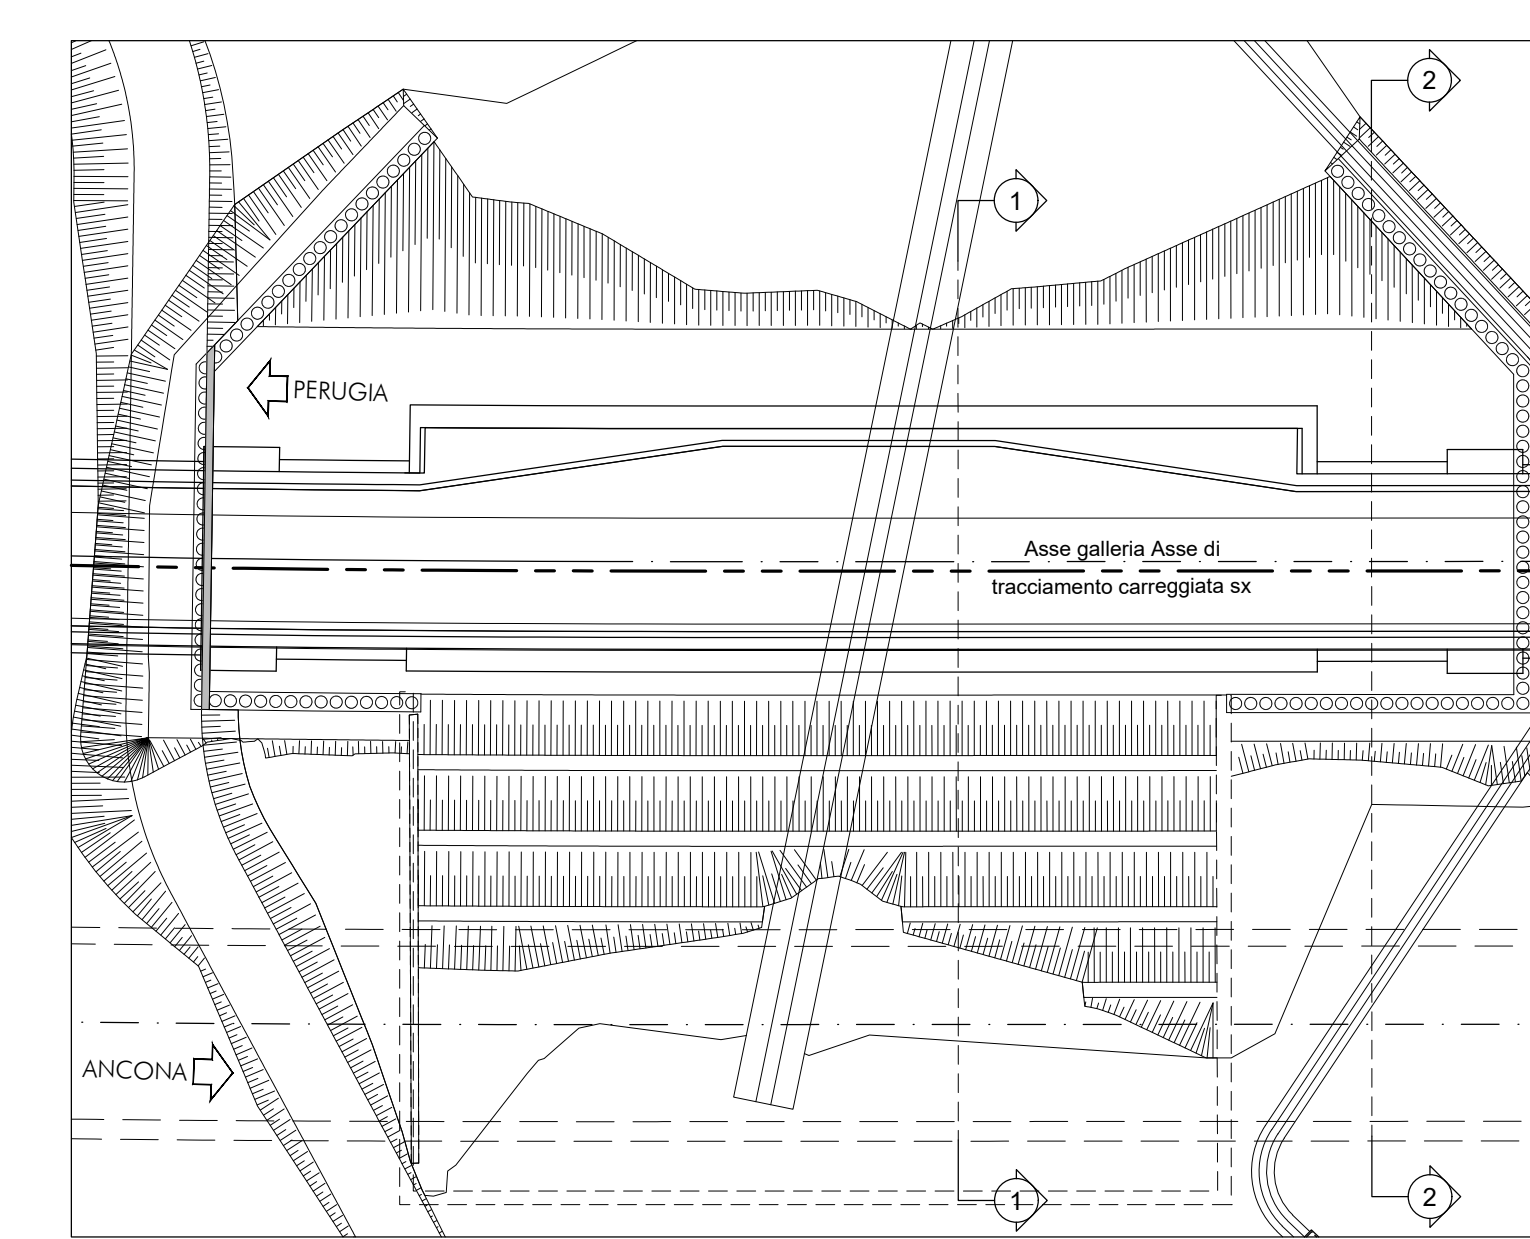 2
1
PERUGIA
Asse galleria Asse di
tracciamento carreggiata sx
ANCONA
1
2